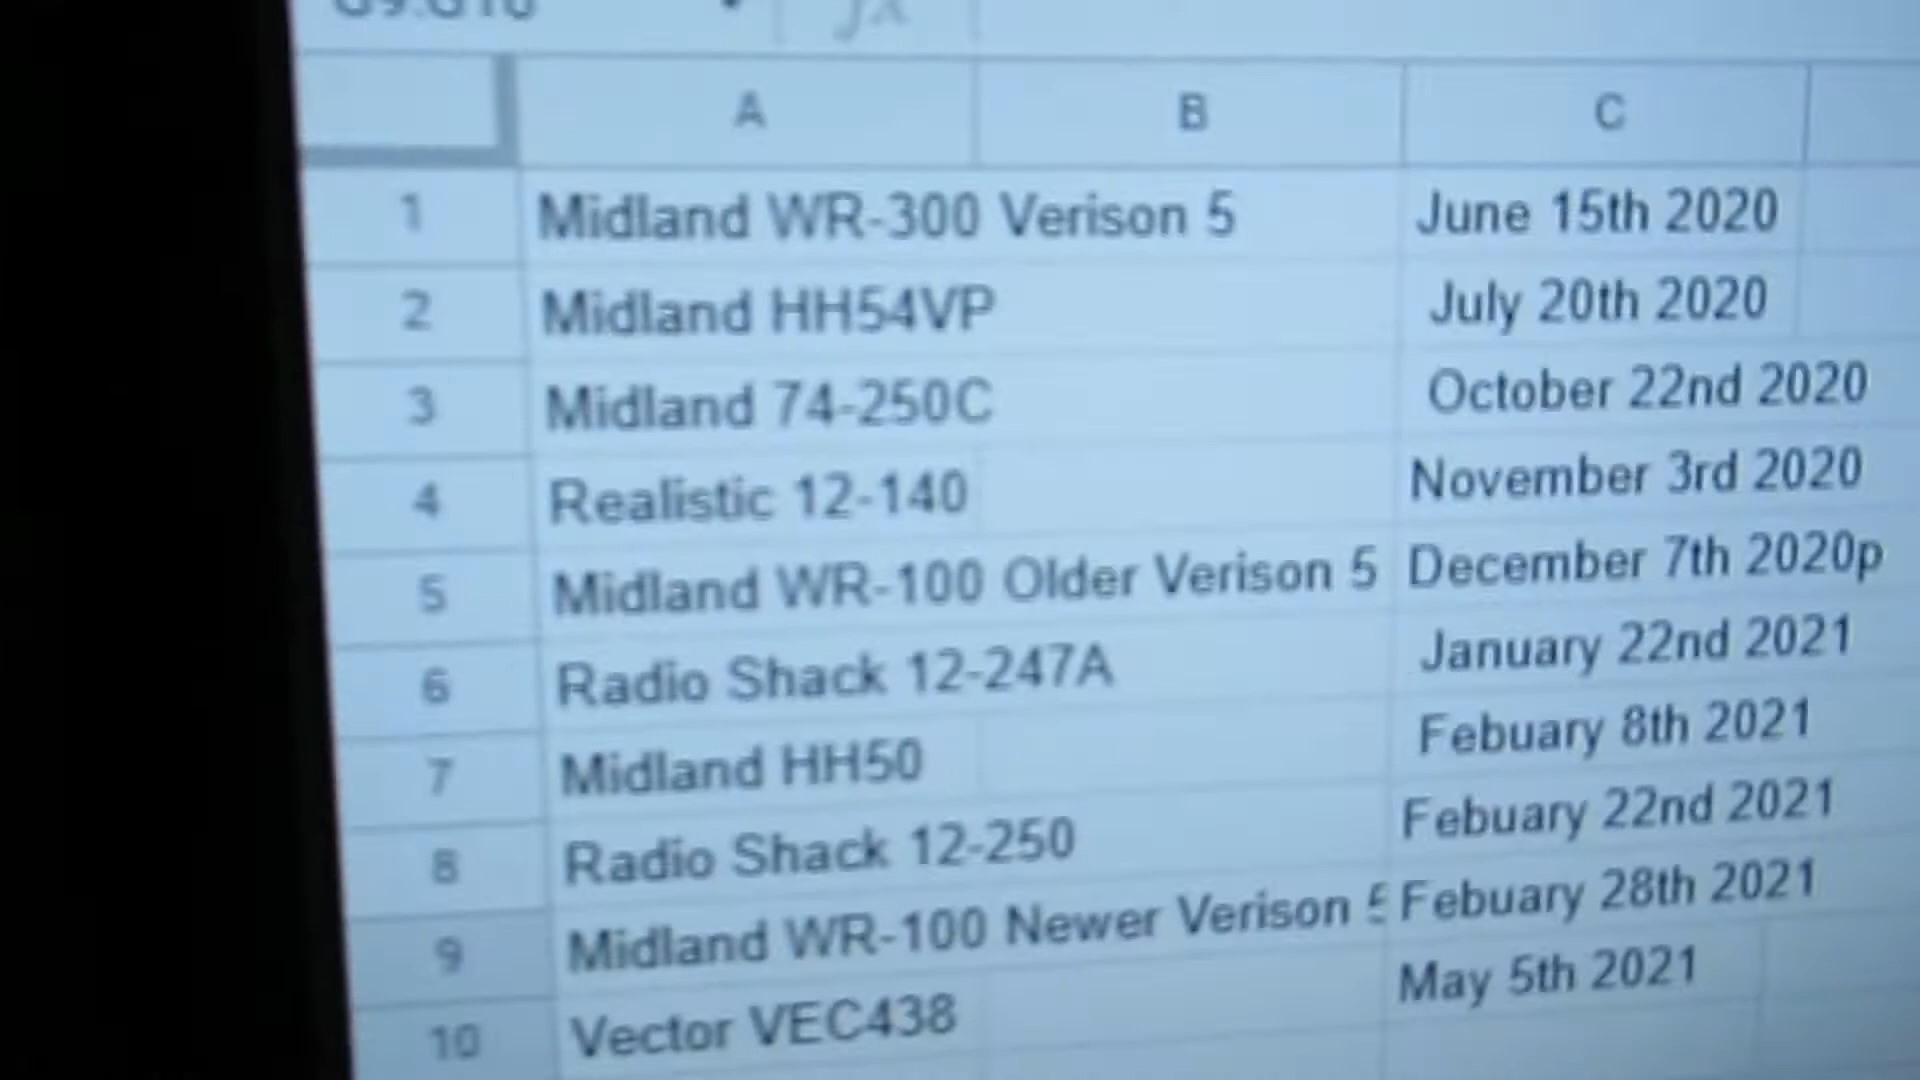 G9:G10 fx
A B C
1 Midland WR-300 Verison 5 June 15th 2020
2 Midland HH54VP July 20th 2020
3 Midland 74-250C October 22nd 2020
4 Realistic 12-140 November 3rd 2020
5 Midland WR-100 Older Verison 5 December 7th 2020p
6 Radio Shack 12-247A January 22nd 2021
7 Midland HH50 Febuary 8th 2021
8 Radio Shack 12-250 Febuary 22nd 2021
9 Midland WR-100 Newer Verison 5 Febuary 28th 2021
10 Vector VEC438 May 5th 2021